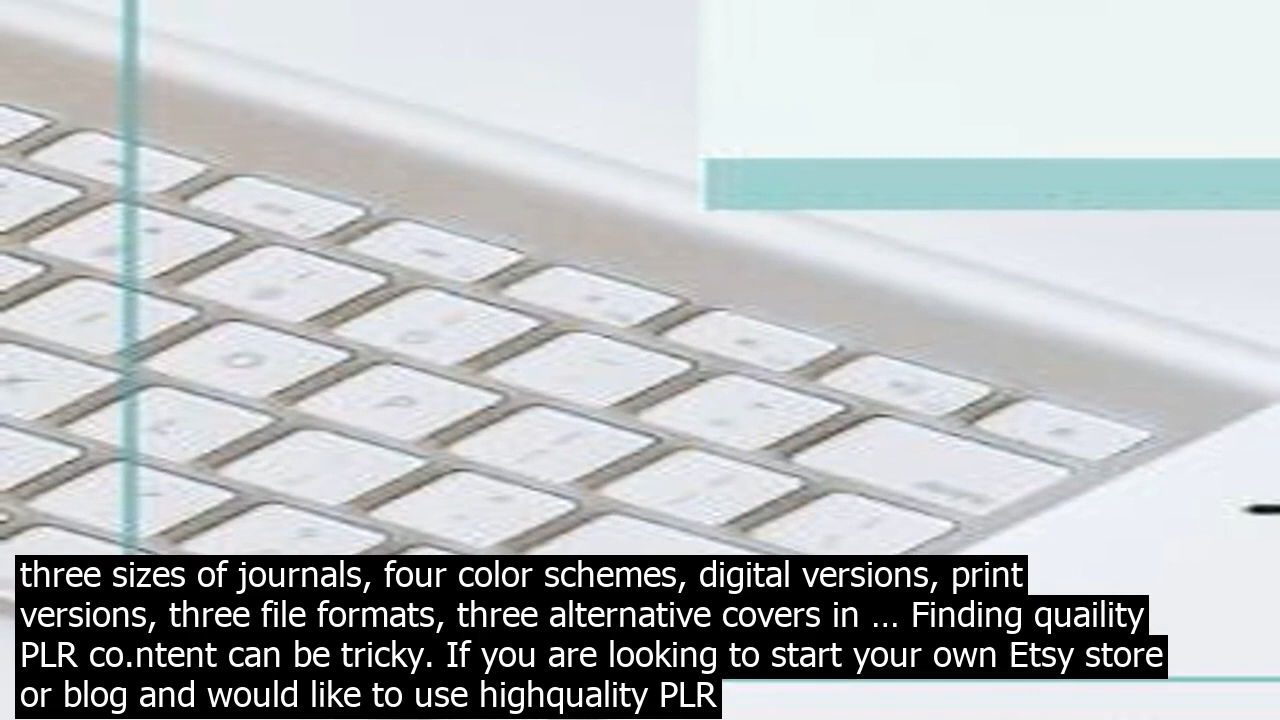 three sizes of journals, four color schemes, digital versions, print
versions, three file formats, three alternative covers in ... Finding quaility
PLR co.ntent can be tricky. If you are looking to start your own Etsy store
or blog and would like to use highquality PLR